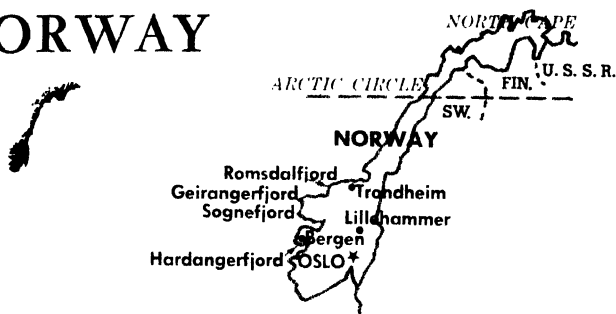 ORWAY
NORTH CAPE
U. S. S. R.
FIN.
ARCTIC CIRCLE
SW.
NORWAY
Romsdalfjord
Geirangerfjord
Trondheim
Sognefjord
Lillehammer
Bergen
Hardangerfjord
OSLO